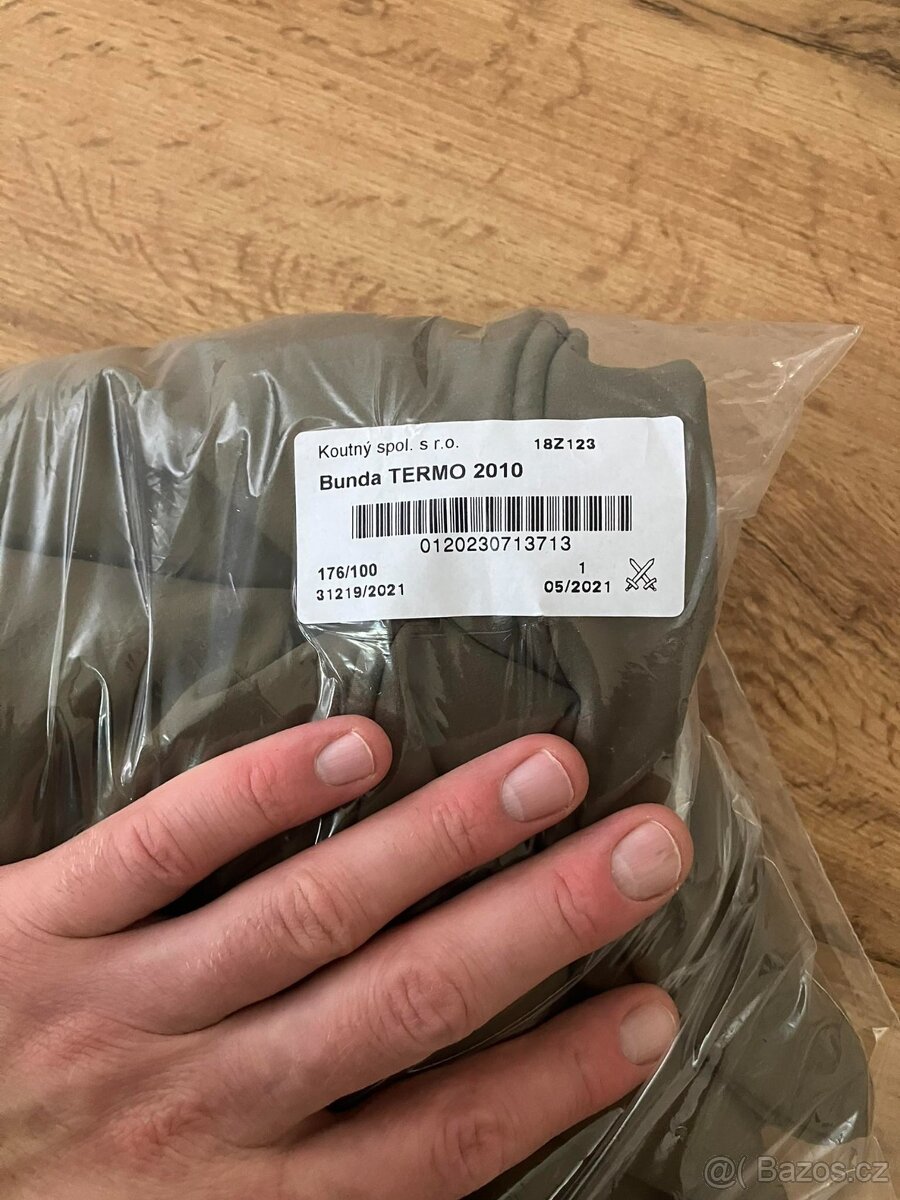 Koutný spol. s r.o. 18Z123
Bunda TERMO 2010
0120230713713
176/100 1
31219/2021 05/2021
@( Bazos.cz